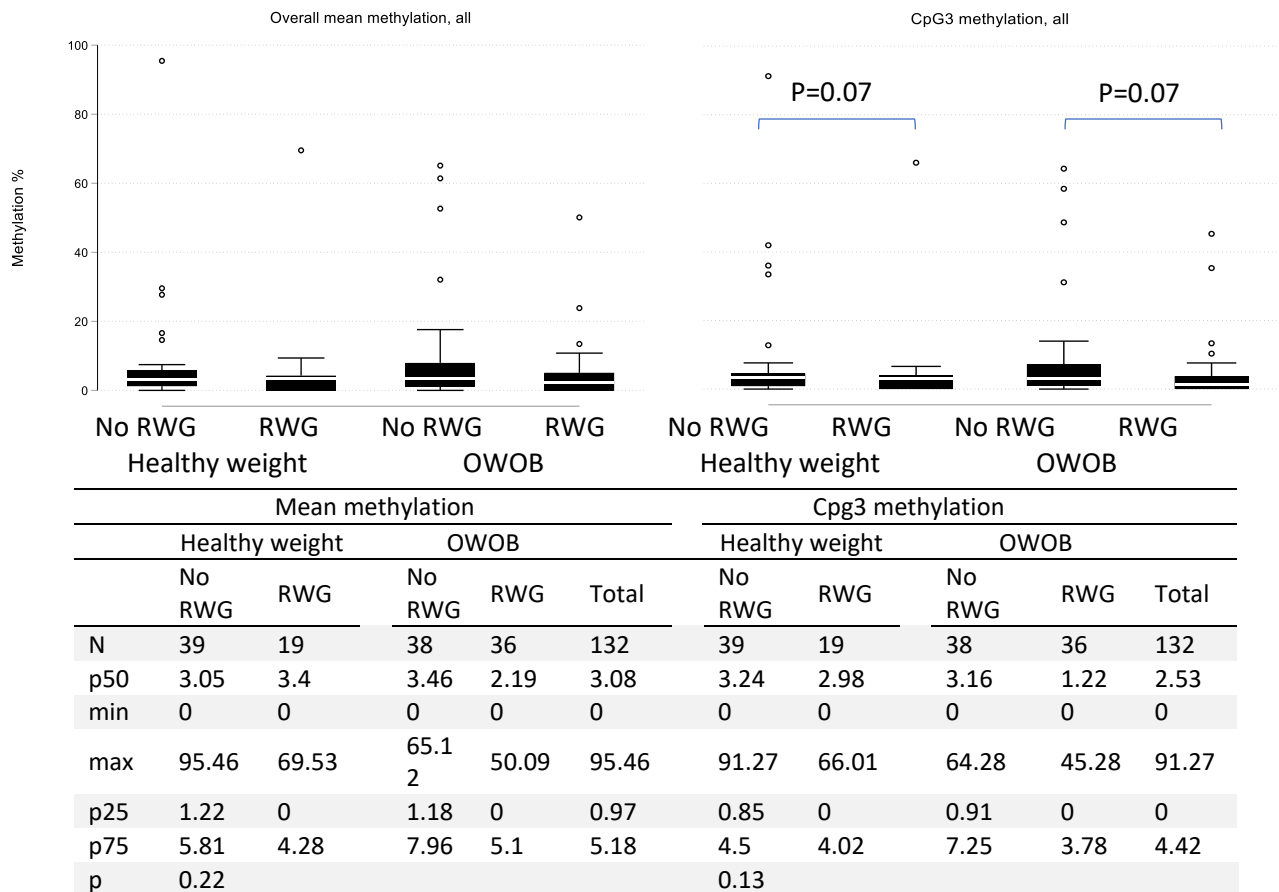 Overall mean methylation, all
CpG3 methylation, all
Methylation %
100
80
60
40
20
0
P=0.07
P=0.07
No RWG RWG No RWG RWG No RWG RWG No RWG RWG
Healthy weight OWOB Healthy weight OWOB
Mean methylation Cpg3 methylation
Healthy weight OWOB Healthy weight OWOB
No RWG RWG No RWG RWG Total No RWG RWG No RWG RWG Total
N 39 19 38 36 132 39 19 38 36 132
p50 3.05 3.4 3.46 2.19 3.08 3.24 2.98 3.16 1.22 2.53
min 0 0 0 0 0 0 0 0 0 0
max 95.46 69.53 65.12 50.09 95.46 91.27 66.01 64.28 45.28 91.27
p25 1.22 0 1.18 0 0.97 0.85 0 0.91 0 0
p75 5.81 4.28 7.96 5.1 5.18 4.5 4.02 7.25 3.78 4.42
p 0.22 0.13